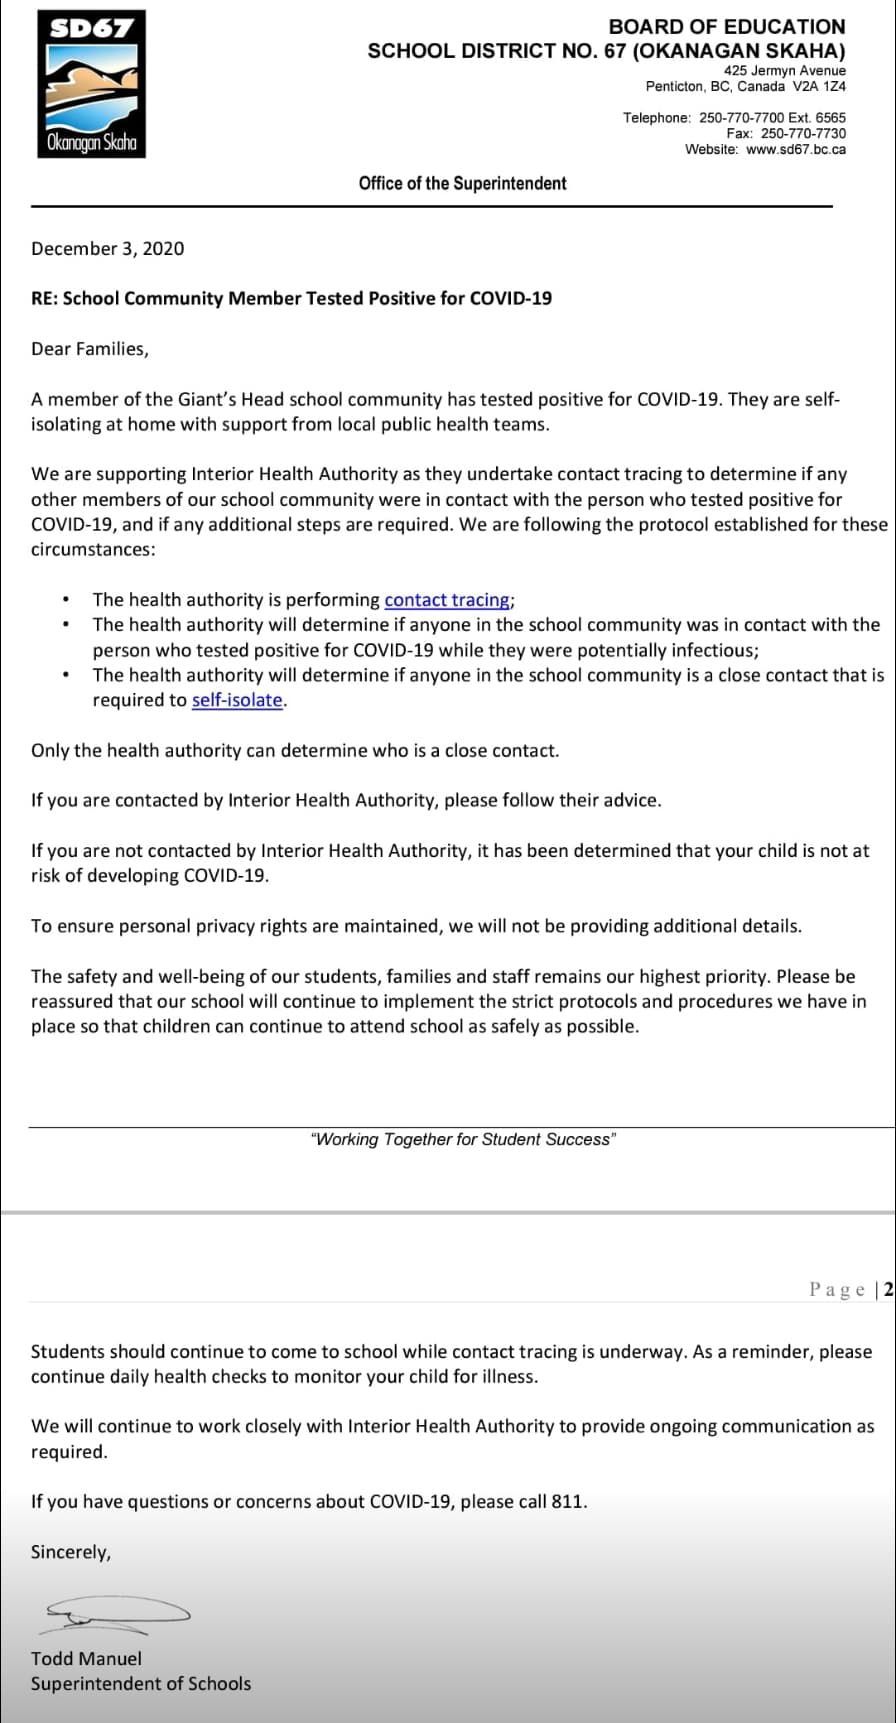 SD67
Okanagan Skaha
BOARD OF EDUCATION
SCHOOL DISTRICT NO. 67 (OKANAGAN SKAHA)
425 Jermyn Avenue
Penticton, BC, Canada V2A 1Z4
Telephone: 250-770-7700 Ext. 6565
Fax: 250-770-7730
Website: www.sd67.bc.ca
Office of the Superintendent
December 3, 2020
RE: School Community Member Tested Positive for COVID-19
Dear Families,
A member of the Giant’s Head school community has tested positive for COVID-19. They are self-
isolating at home with support from local public health teams.
We are supporting Interior Health Authority as they undertake contact tracing to determine if any
other members of our school community were in contact with the person who tested positive for
COVID-19, and if any additional steps are required. We are following the protocol established for these
circumstances:
• The health authority is performing contact tracing;
• The health authority will determine if anyone in the school community was in contact with the
person who tested positive for COVID-19 while they were potentially infectious;
• The health authority will determine if anyone in the school community is a close contact that is
required to self-isolate.
Only the health authority can determine who is a close contact.
If you are contacted by Interior Health Authority, please follow their advice.
If you are not contacted by Interior Health Authority, it has been determined that your child is not at
risk of developing COVID-19.
To ensure personal privacy rights are maintained, we will not be providing additional details.
The safety and well-being of our students, families and staff remains our highest priority. Please be
reassured that our school will continue to implement the strict protocols and procedures we have in
place so that children can continue to attend school as safely as possible.
“Working Together for Student Success”
Page | 2
Students should continue to come to school while contact tracing is underway. As a reminder, please
continue daily health checks to monitor your child for illness.
We will continue to work closely with Interior Health Authority to provide ongoing communication as
required.
If you have questions or concerns about COVID-19, please call 811.
Sincerely,
Todd Manuel
Superintendent of Schools